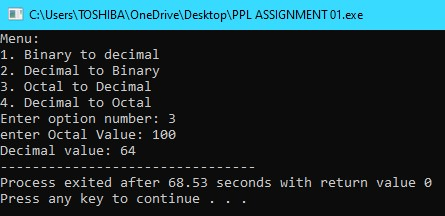 C:\Users\TOSHIBA\OneDrive\Desktop\PPL ASSIGNMENT 01.exe
Menu:
1. Binary to decimal
2. Decimal to Binary
3. Octal to Decimal
4. Decimal to Octal
Enter option number: 3
enter Octal Value: 100
Decimal value: 64
--------------------------------
Process exited after 68.53 seconds with return value 0
Press any key to continue . . .